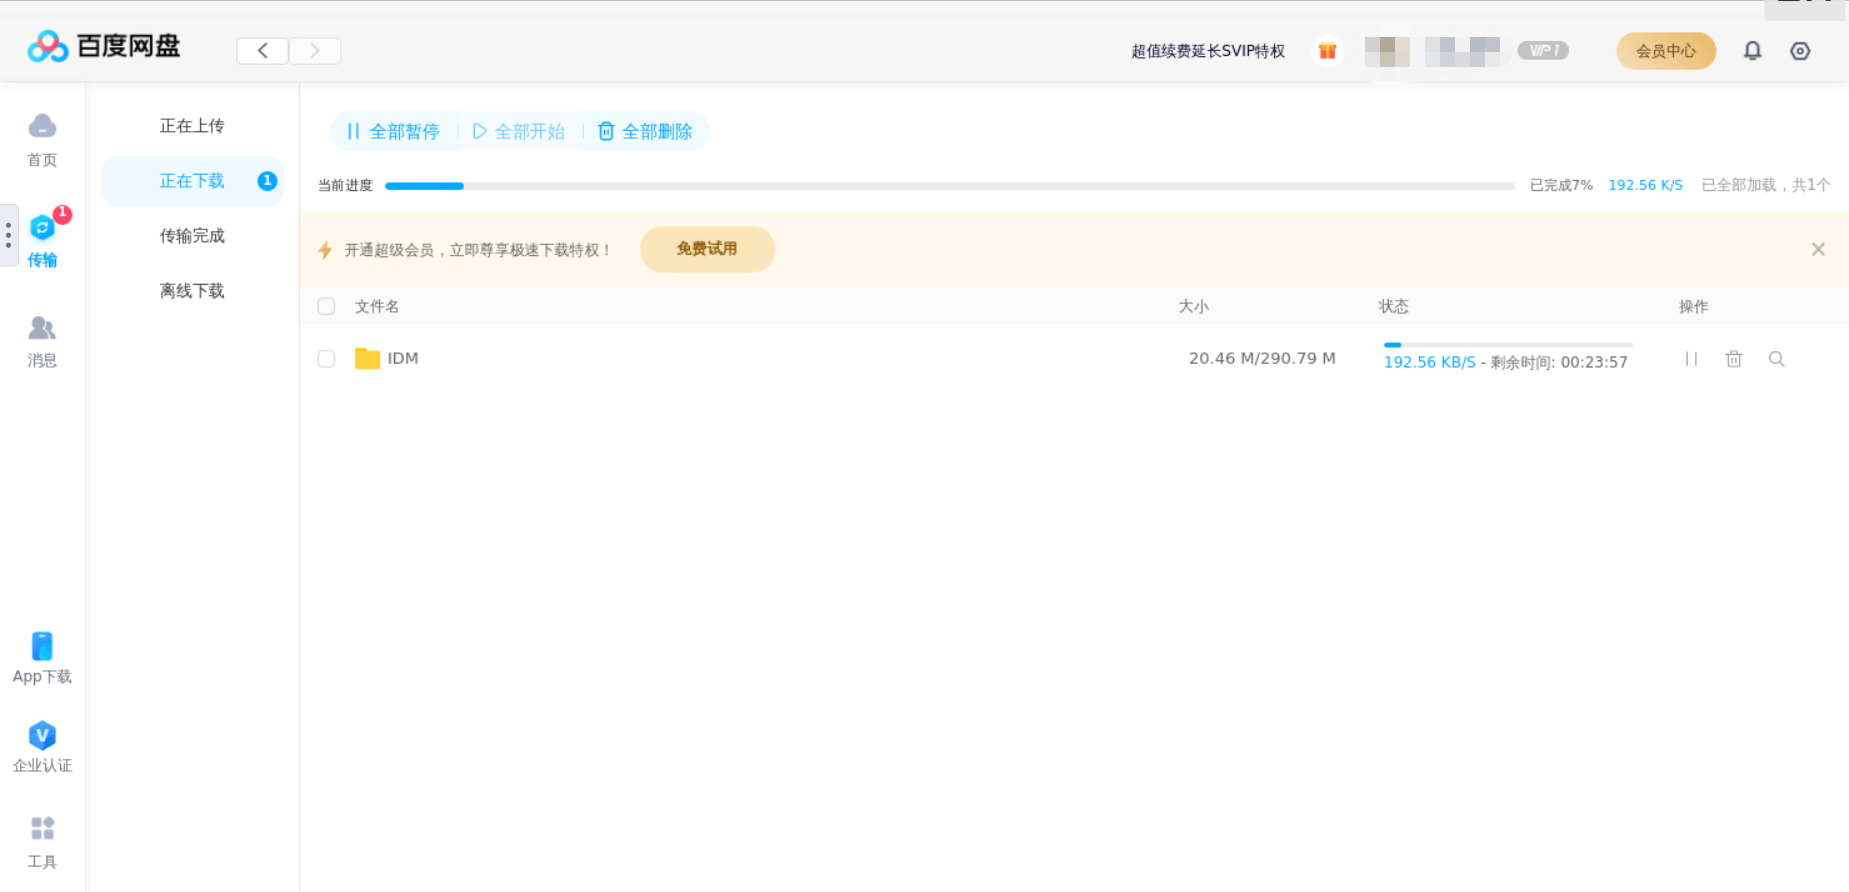 百度网盘
超值续费延长SVIP特权
VIP 1
会员中心
首页
1
传输
消息
App下载
企业认证
工具
正在上传
正在下载 1
传输完成
离线下载
全部暂停 全部开始 全部删除
当前进度 已完成7% 192.56 K/S 已全部加载，共1个
开通超级会员，立即尊享极速下载特权！ 免费试用
文件名 大小 状态 操作
IDM 20.46 M/290.79 M 192.56 KB/S - 剩余时间: 00:23:57